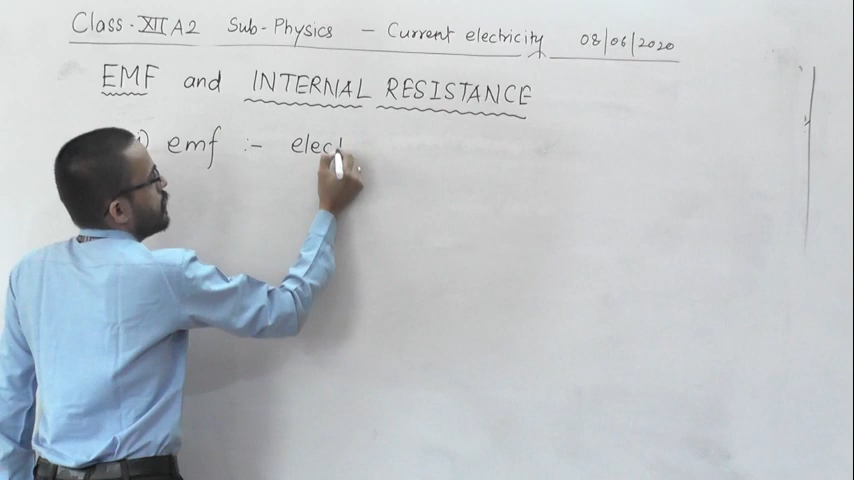 Class-XII A2 Sub-Physics - Current electricity 08/06/2020
EMF and INTERNAL RESISTANCE
) emf :- elec